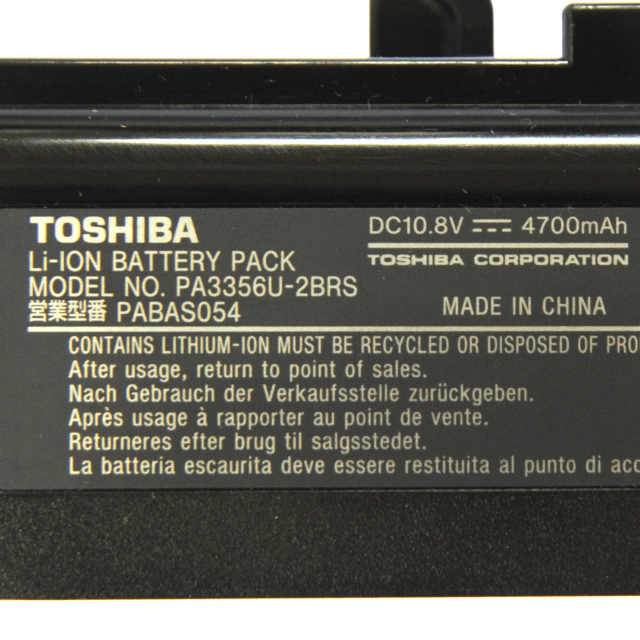 TOSHIBA
DC10.8V ⎓ 4700mAh
Li-ION BATTERY PACK
TOSHIBA CORPORATION
MODEL NO. PA3356U-2BRS
営業型番 PABAS054
MADE IN CHINA
CONTAINS LITHIUM-ION MUST BE RECYCLED OR DISPOSED OF PRO
After usage, return to point of sales.
Nach Gebrauch der Verkaufsstelle zurückgeben.
Après usage à rapporter au point de vente.
Returneres efter brug til salgsstedet.
La batteria escaurita deve essere restituita al punto di acc